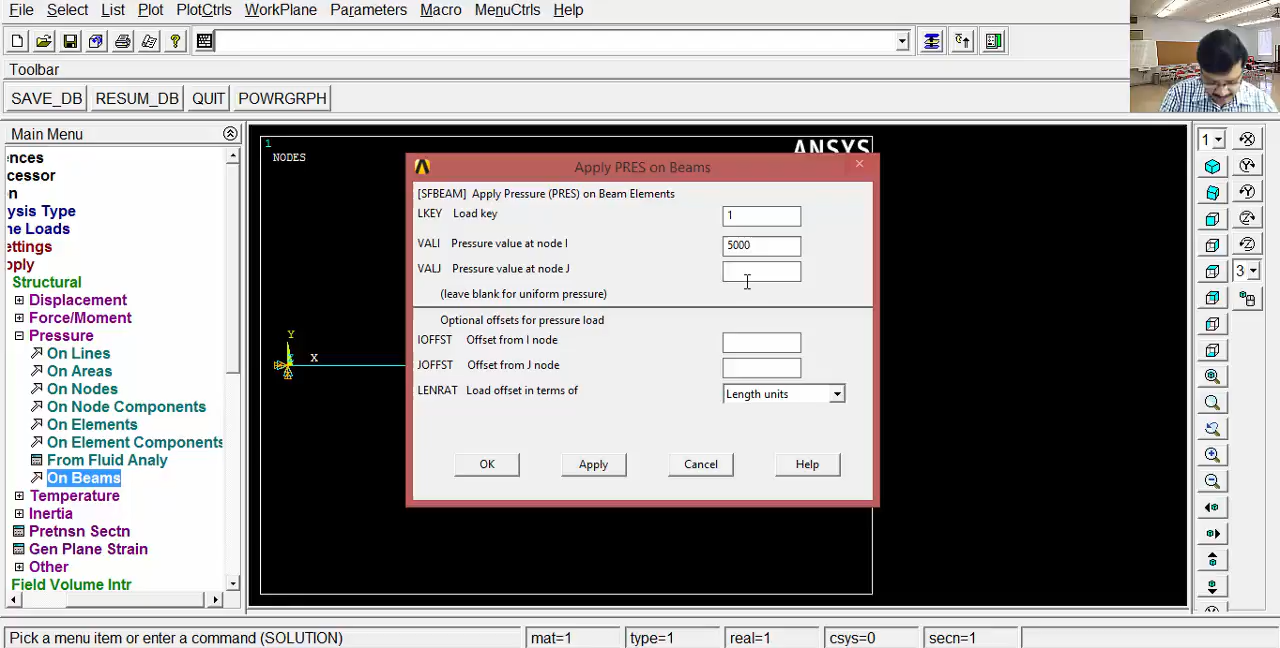 File Select List Plot PlotCtrls WorkPlane Parameters Macro MenuCtrls Help
Toolbar
SAVE_DB RESUM_DB QUIT POWRGRPH
Main Menu
ences
cessor
n
alysis Type
ne Loads
ettings
pply
Structural
Displacement
Force/Moment
Pressure
On Lines
On Areas
On Nodes
On Node Components
On Elements
On Element Components
From Fluid Analy
On Beams
Temperature
Inertia
Pretnsn Sectn
Gen Plane Strain
Other
Field Volume Intr
1
NODES
ANSYS
Y
X
Apply PRES on Beams
[SFBEAM] Apply Pressure (PRES) on Beam Elements
LKEY Load key 1
VALI Pressure value at node I 5000
VALJ Pressure value at node J
(leave blank for uniform pressure)
Optional offsets for pressure load
IOFFST Offset from I node
JOFFST Offset from J node
LENRAT Load offset in terms of Length units
OK Apply Cancel Help
1
3
Pick a menu item or enter a command (SOLUTION) mat=1 type=1 real=1 csys=0 secn=1